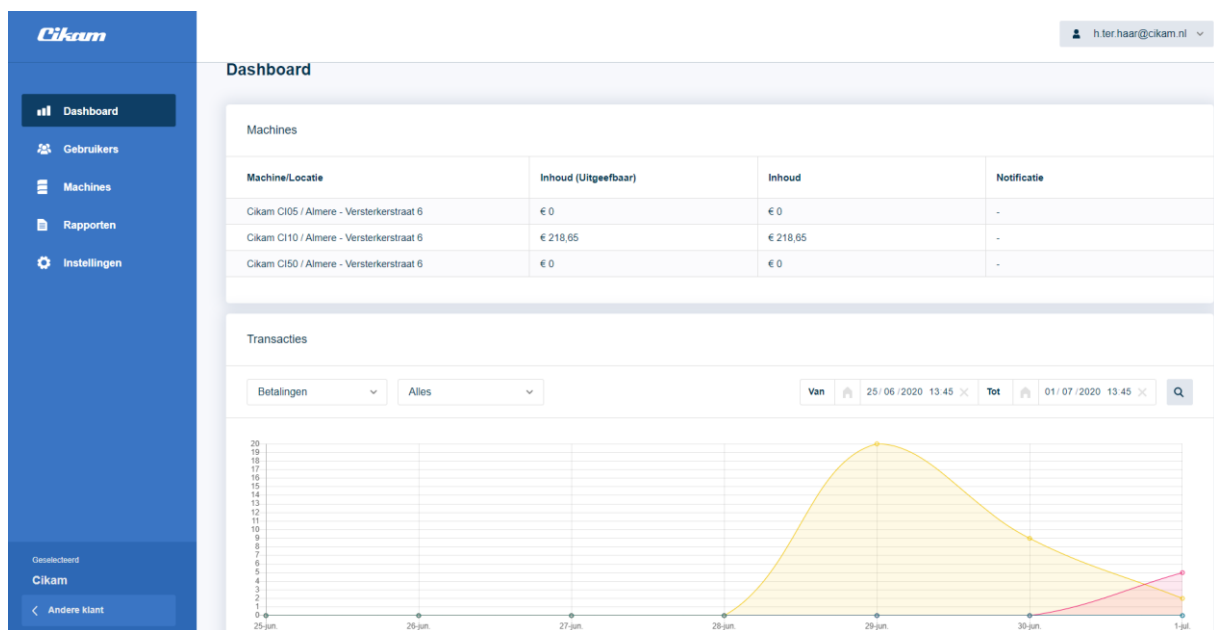 Cikam
h.ter.haar@cikam.nl
Dashboard
Dashboard
Gebruikers
Machines
Rapporten
Instellingen
Machines
Machine/Locatie Inhoud (Uitgeefbaar) Inhoud Notificatie
Cikam CI05 / Almere - Versterkerstraat 6 € 0 € 0 -
Cikam CI10 / Almere - Versterkerstraat 6 € 218,65 € 218,65 -
Cikam CI50 / Almere - Versterkerstraat 6 € 0 € 0 -
Transacties
Betalingen Alles Van 25/ 06 /2020 13 45 Tot 01/ 07 /2020 13:45
20
19
18
17
16
15
14
13
12
11
10
9
8
7
6
5
4
3
2
1
0
25-jun. 26-jun. 27-jun. 28-jun. 29-jun. 30-jun. 1-jul.
Geselecteerd
Cikam
Andere klant